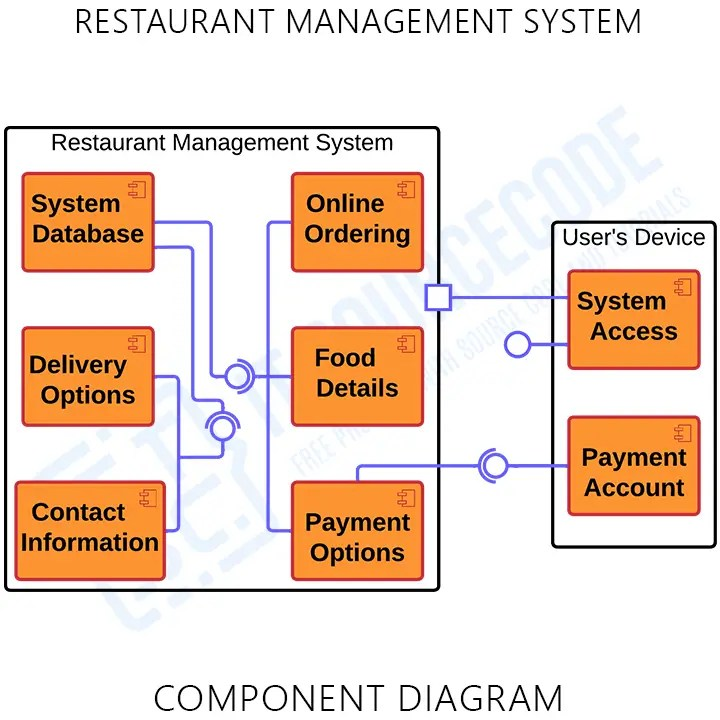 RESTAURANT MANAGEMENT SYSTEM
Restaurant Management System
System
Database
Online
Ordering
Delivery
Options
Food
Details
Contact
Information
Payment
Options
User's Device
System
Access
Payment
Account
COMPONENT DIAGRAM